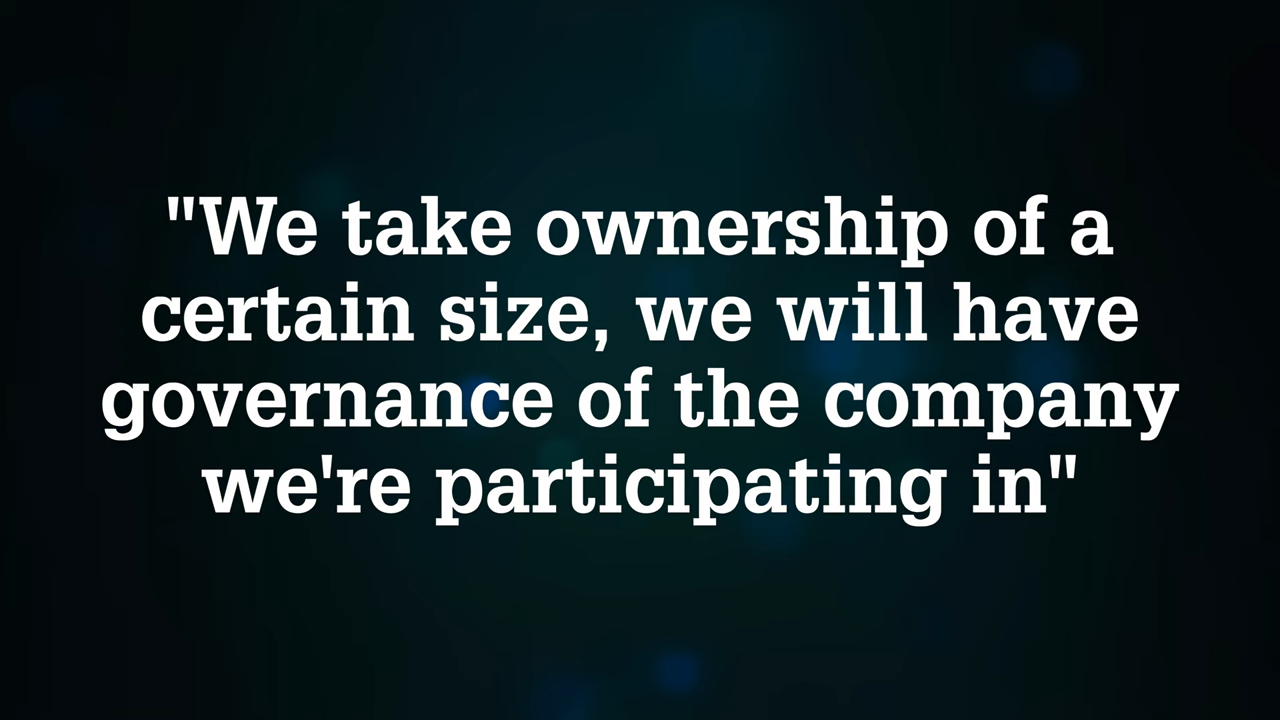 "We take ownership of a
certain size, we will have
governance of the company
we're participating in"